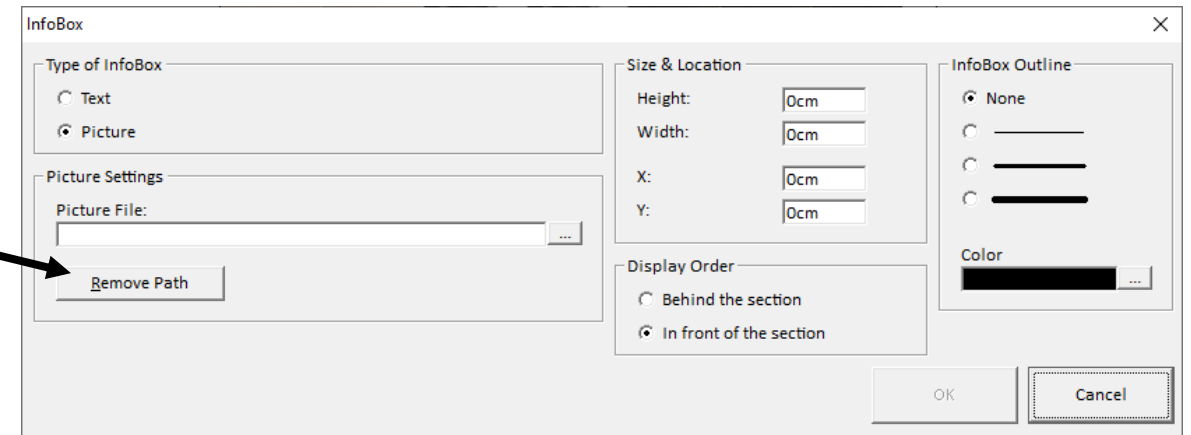 InfoBox
Type of InfoBox
Text
Picture
Picture Settings
Picture File:
...
Remove Path
Size & Location
Height: 0cm
Width: 0cm
X: 0cm
Y: 0cm
Display Order
Behind the section
In front of the section
InfoBox Outline
None
Color
...
OK
Cancel